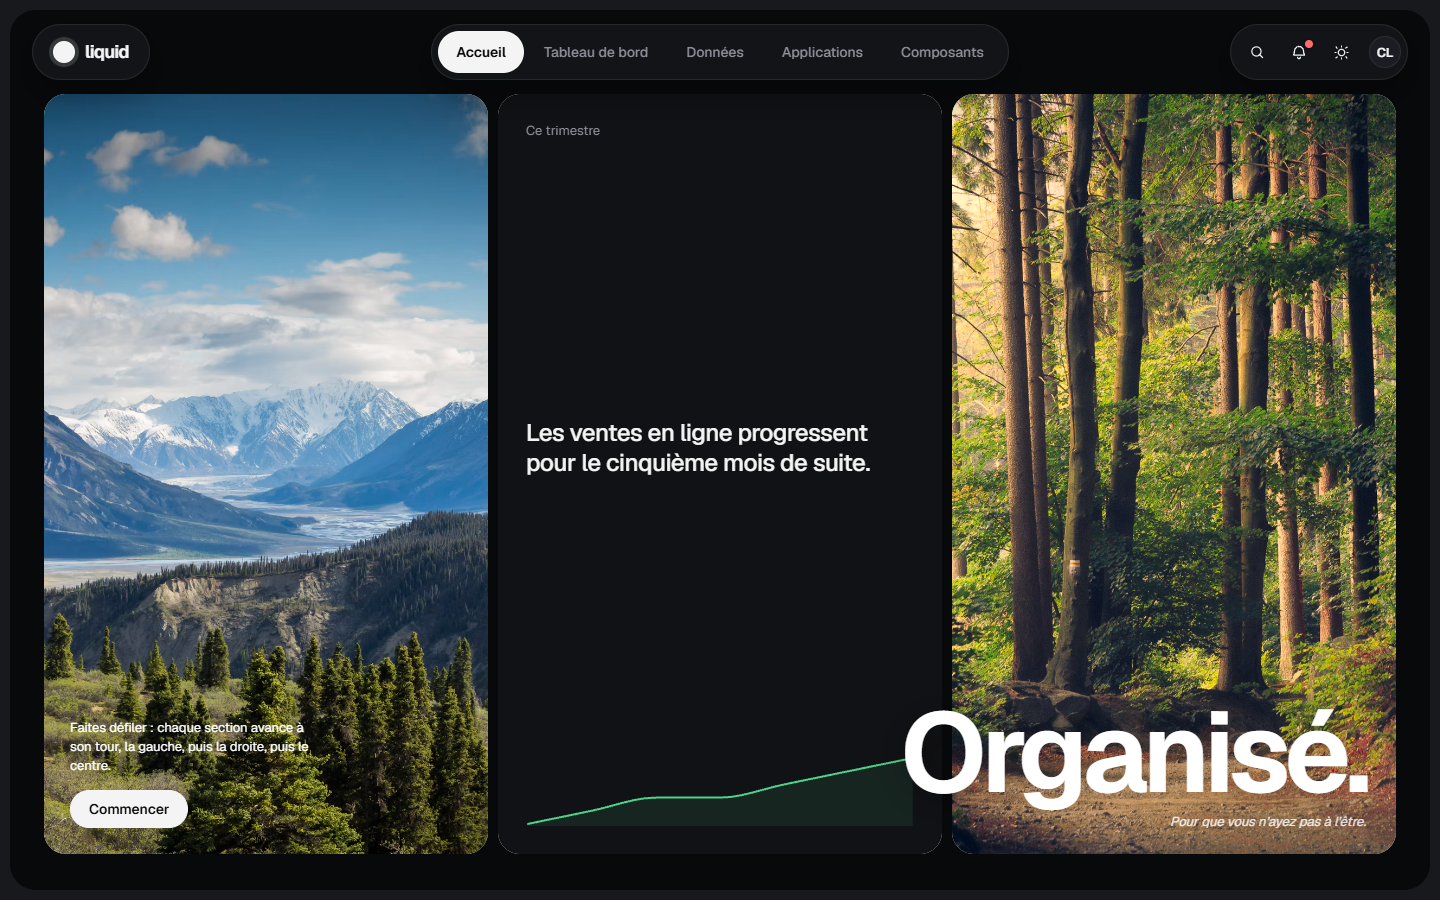 liquid
Accueil
Tableau de bord
Données
Applications
Composants
CL
Ce trimestre
Les ventes en ligne progressent
pour le cinquième mois de suite.
Faites défiler : chaque section avance à
son tour, la gauche, puis la droite, puis le
centre.
Commencer
Organisé.
Pour que vous n'ayez pas à l'être.